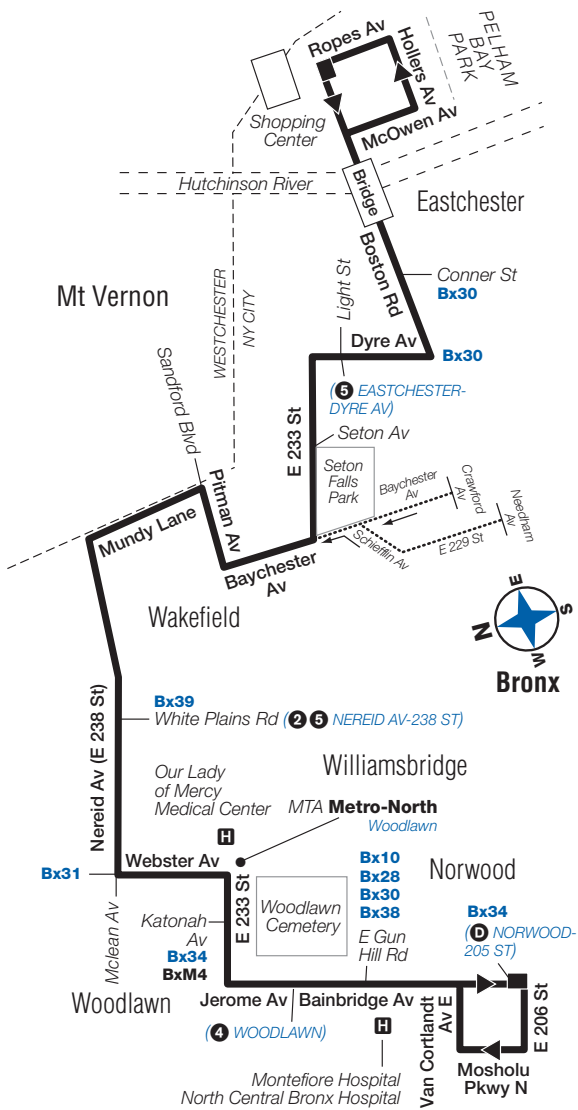 Ropes Av
Hollers Av
PELHAM
BAY
PARK
Shopping
Center
McOwen Av
Hutchinson River
Bridge
Eastchester
Boston Rd
Conner St
Bx30
Mt Vernon
WESTCHESTER
NY CITY
Light St
Dyre Av
Bx30
(5 EASTCHESTER-
DYRE AV)
Sandford Blvd
E 233 St
Seton Av
Seton
Falls
Park
Baychester
Av
Crawford
Av
Needham
Av
Schiefflin Av
E 229 St
Pitman Av
Mundy Lane
Baychester
Av
Wakefield
E
S
N
W
Bronx
Bx39
White Plains Rd (2 5 NEREID AV-238 ST)
Nereid Av (E 238 St)
Williamsbridge
Our Lady
of Mercy
Medical Center
H
MTA Metro-North
Woodlawn
Bx31
Webster Av
E 233 St
Mclean Av
Katonah
Av
Bx34
BxM4
Woodlawn
Cemetery
Bx10
Bx28
Bx30
Bx38
E Gun
Hill Rd
Norwood
Bx34
(D NORWOOD-
205 ST)
Woodlawn
Jerome Av
Bainbridge Av
(4 WOODLAWN)
H
Van Cortlandt
Av E
E 206 St
Mosholu
Pkwy N
Montefiore Hospital
North Central Bronx Hospital